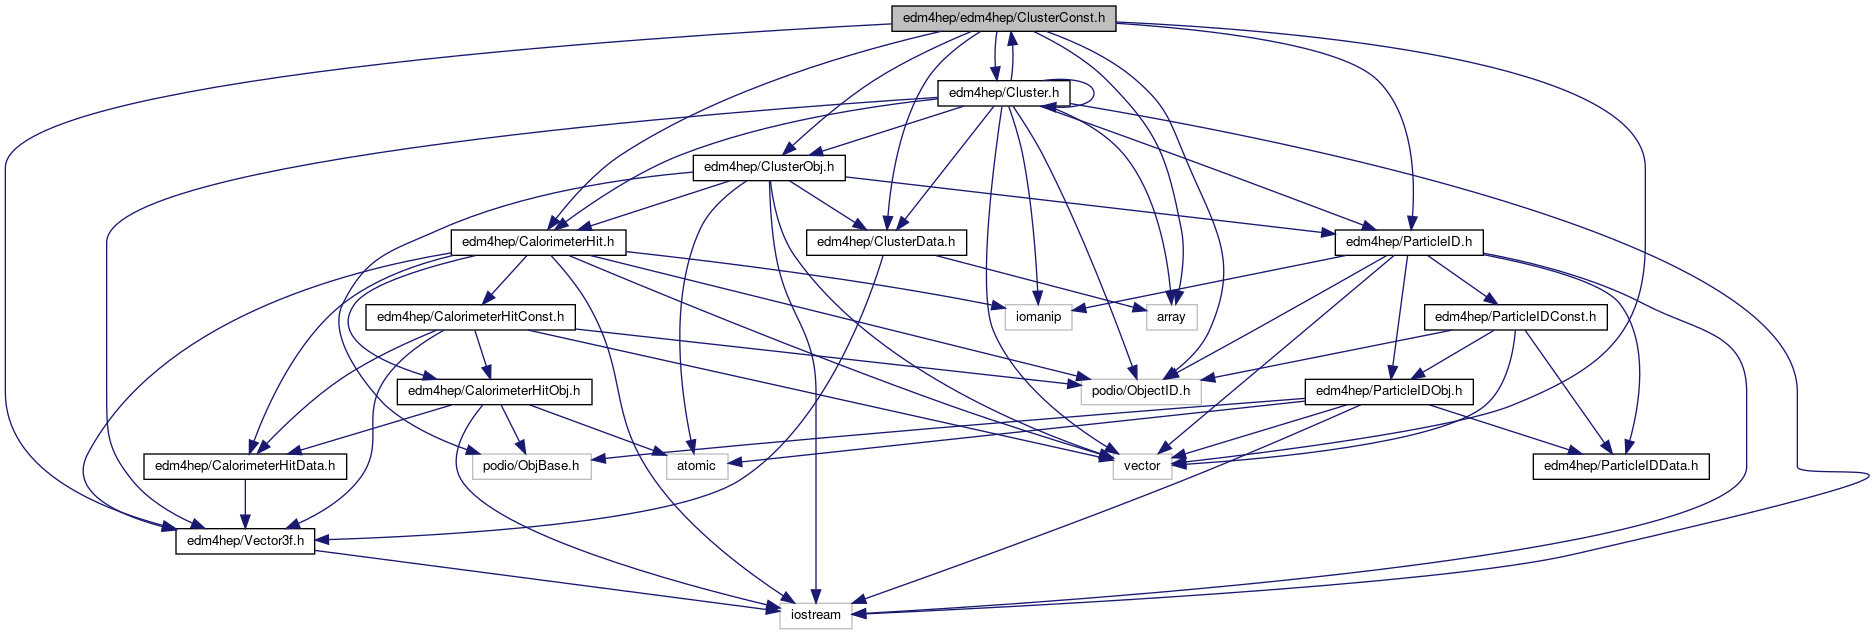 edm4hep/edm4hep/ClusterConst.h
edm4hep/Cluster.h
edm4hep/ClusterObj.h
edm4hep/CalorimeterHit.h
edm4hep/ClusterData.h
edm4hep/ParticleID.h
edm4hep/CalorimeterHitConst.h
iomanip
array
edm4hep/ParticleIDConst.h
edm4hep/CalorimeterHitObj.h
podio/ObjectID.h
edm4hep/ParticleIDObj.h
edm4hep/CalorimeterHitData.h
podio/ObjBase.h
atomic
vector
edm4hep/ParticleIDData.h
edm4hep/Vector3f.h
iostream